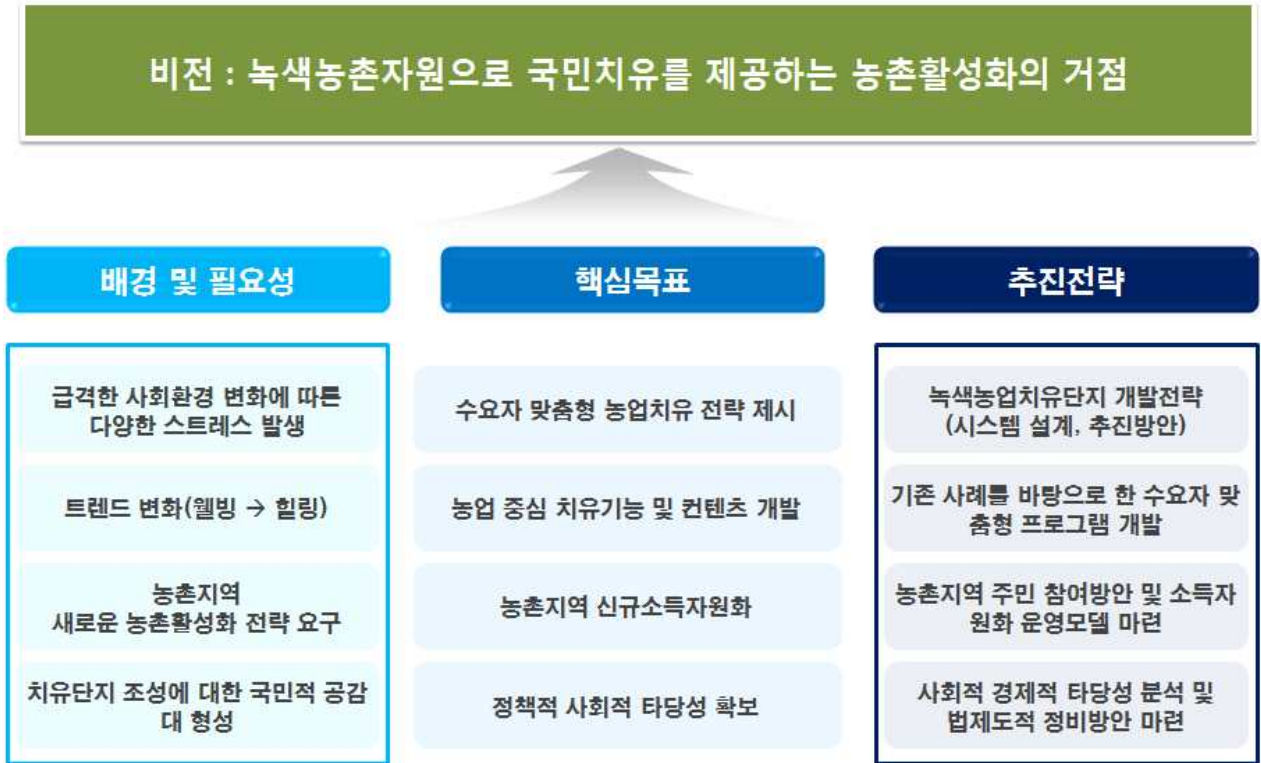 비전 : 녹색농촌자원으로 국민치유를 제공하는 농촌활성화의 거점
배경 및 필요성
급격한 사회환경 변화에 따른
다양한 스트레스 발생
트렌드 변화(웰빙 → 힐링)
농촌지역
새로운 농촌활성화 전략 요구
치유단지 조성에 대한 국민적 공감
대 형성
핵심목표
수요자 맞춤형 농업치유 전략 제시
농업 중심 치유기능 및 컨텐츠 개발
농촌지역 신규소득자원화
정책적 사회적 타당성 확보
추진전략
녹색농업치유단지 개발전략
(시스템 설계, 추진방안)
기존 사례를 바탕으로 한 수요자 맞
춤형 프로그램 개발
농촌지역 주민 참여방안 및 소득자
원화 운영모델 마련
사회적 경제적 타당성 분석 및
법제도적 정비방안 마련